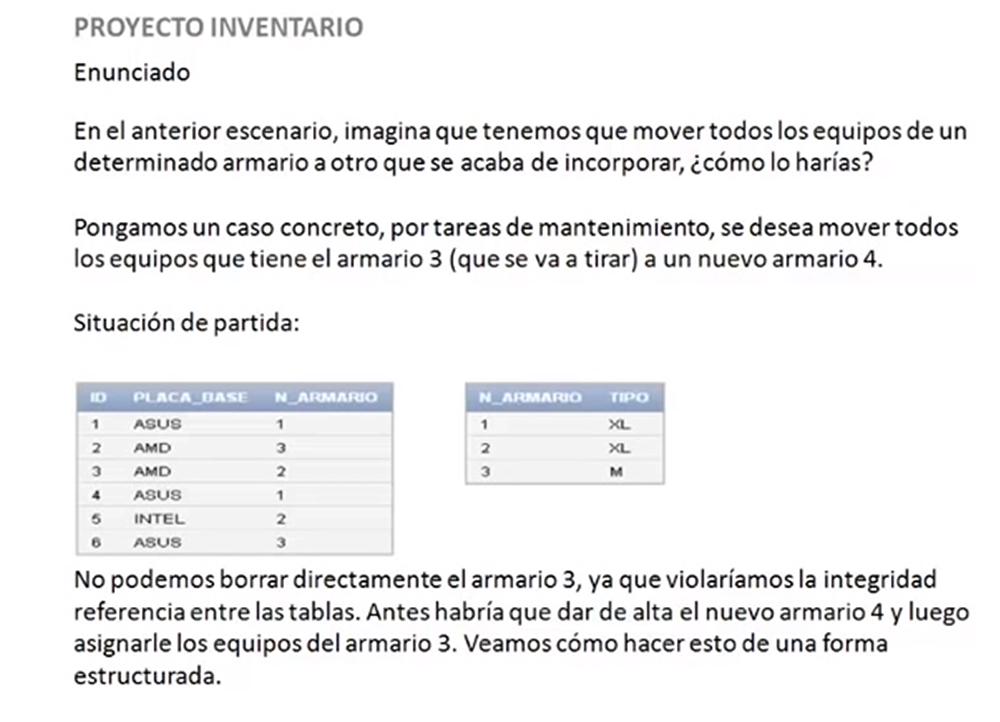 PROYECTO INVENTARIO
Enunciado
En el anterior escenario, imagina que tenemos que mover todos los equipos de un
determinado armario a otro que se acaba de incorporar, ¿cómo lo harías?
Pongamos un caso concreto, por tareas de mantenimiento, se desea mover todos
los equipos que tiene el armario 3 (que se va a tirar) a un nuevo armario 4.
Situación de partida:
ID PLACA_BASE N_ARMARIO
1 ASUS 1
2 AMD 3
3 AMD 2
4 ASUS 1
5 INTEL 2
6 ASUS 3
N_ARMARIO TIPO
1 XL
2 XL
3 M
No podemos borrar directamente el armario 3, ya que violaríamos la integridad
referencia entre las tablas. Antes habría que dar de alta el nuevo armario 4 y luego
asignarle los equipos del armario 3. Veamos cómo hacer esto de una forma
estructurada.